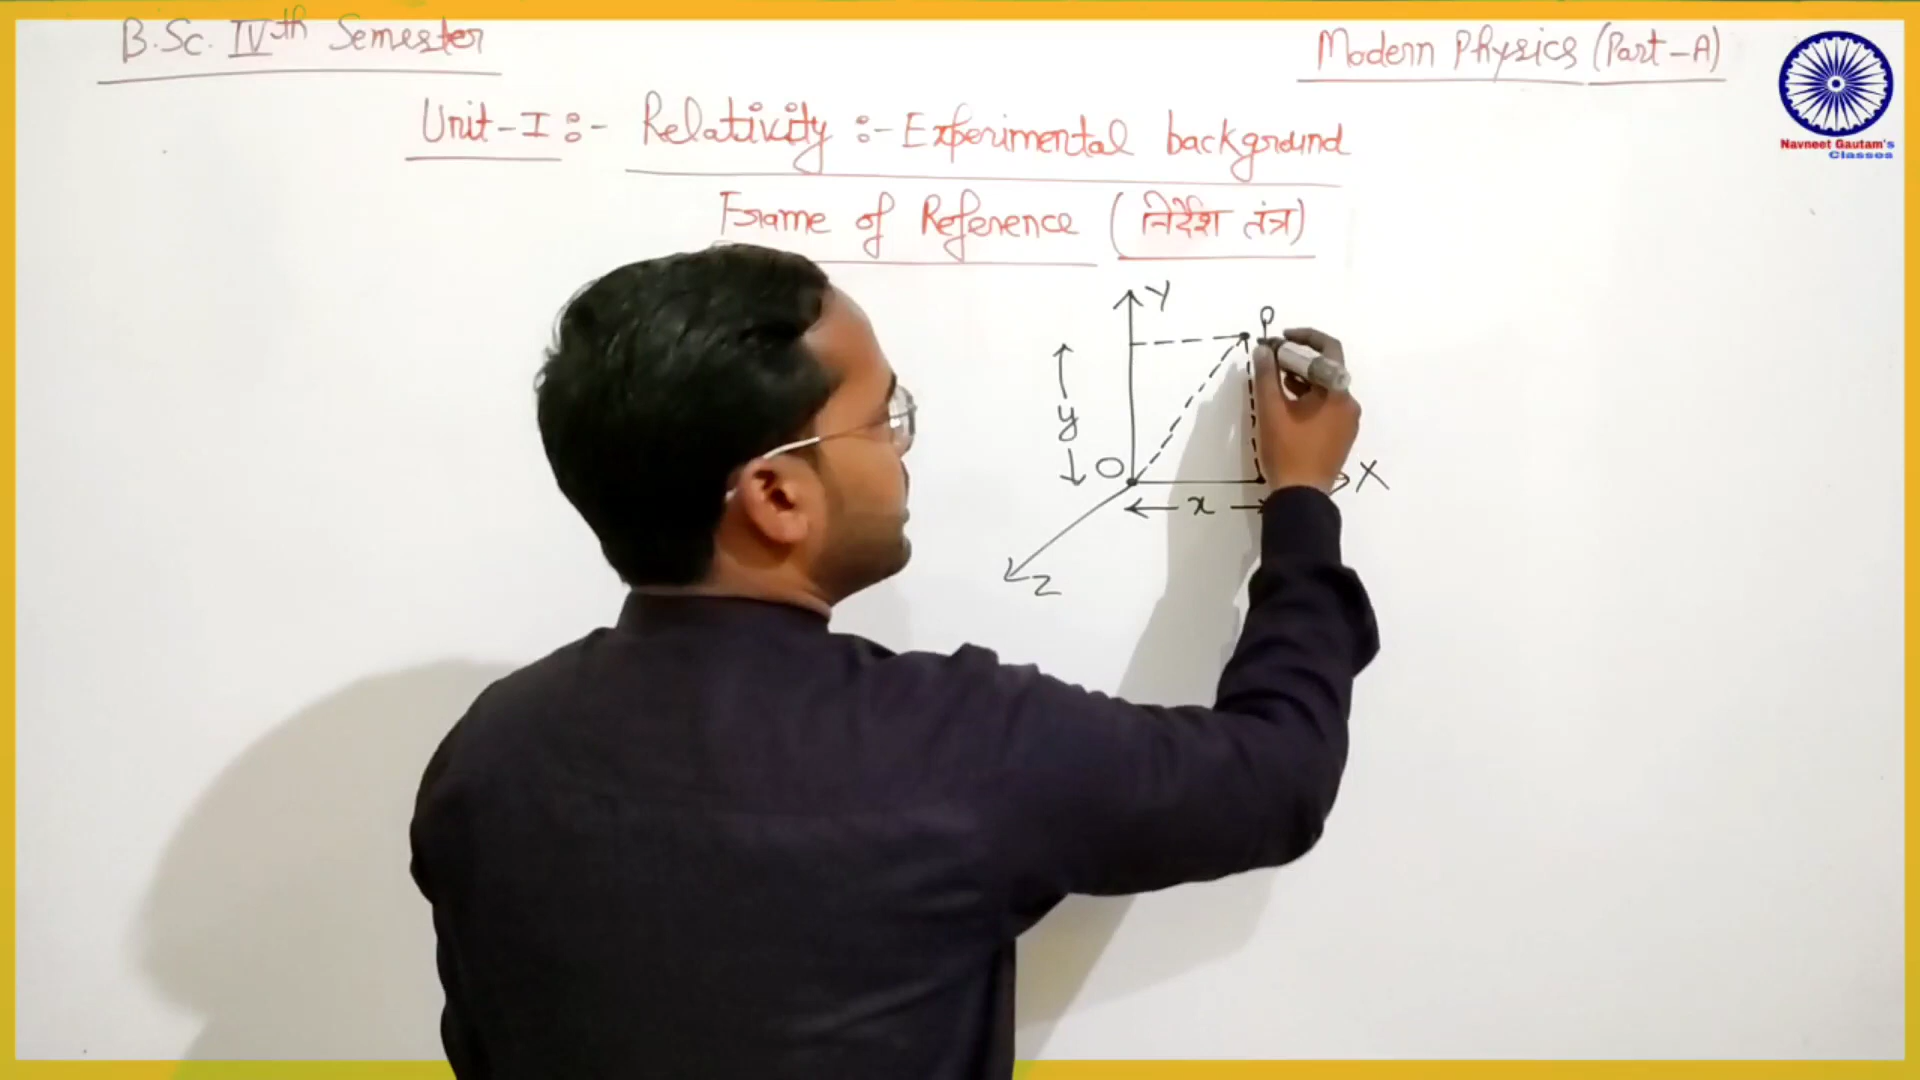 B.Sc. IVth Semester
Modern Physics (Part-A)
Navneet Gautam's
Classes
Unit-I :- Relativity :- Experimental background
Frame of Reference (निर्देश तंत्र)
Y
P
y
O
X
x
Z